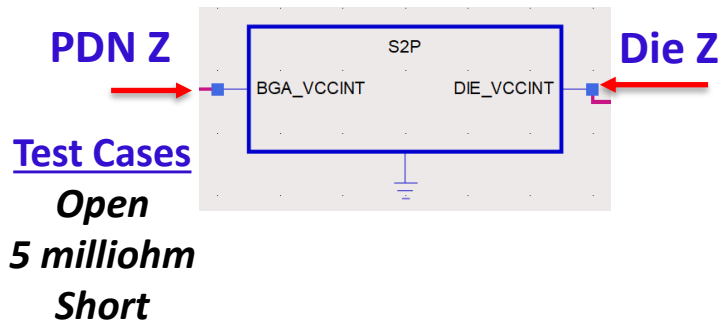 PDN Z
S2P
Die Z
BGA_VCCINT
DIE_VCCINT
Test Cases
Open
5 milliohm
Short